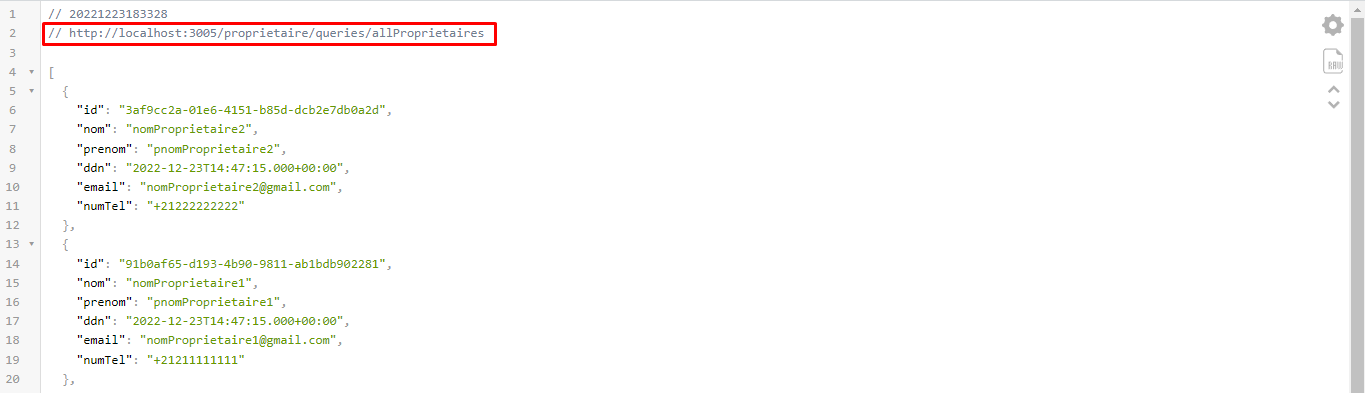 1 // 20221223183328
2 // http://localhost:3005/proprietaire/queries/allProprietaires
3
4 [
5 {
6 "id": "3af9cc2a-01e6-4151-b85d-dcb2e7db0a2d",
7 "nom": "nomProprietaire2",
8 "prenom": "pnomProprietaire2",
9 "ddn": "2022-12-23T14:47:15.000+00:00",
10 "email": "nomProprietaire2@gmail.com",
11 "numTel": "+21222222222"
12 },
13 {
14 "id": "91b0af65-d193-4b90-9811-ab1bdb902281",
15 "nom": "nomProprietaire1",
16 "prenom": "pnomProprietaire1",
17 "ddn": "2022-12-23T14:47:15.000+00:00",
18 "email": "nomProprietaire1@gmail.com",
19 "numTel": "+21211111111"
20 },
RAW